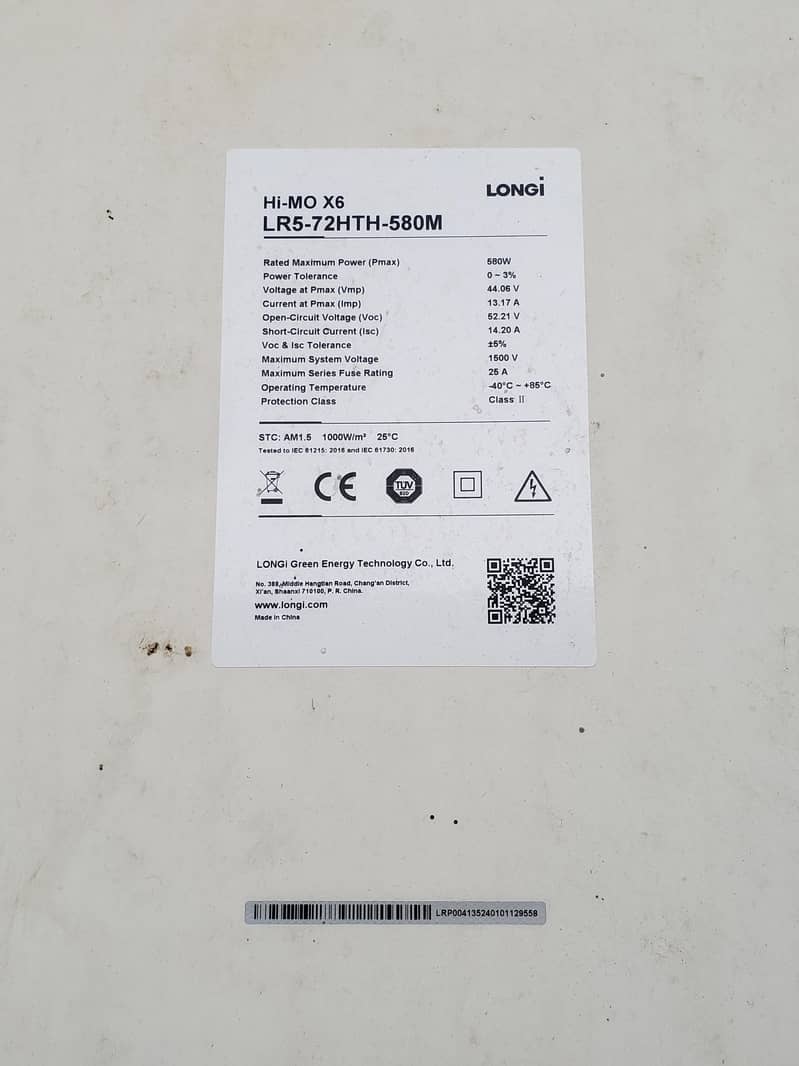 LONGi
Hi-MO X6
LR5-72HTH-580M
Rated Maximum Power (Pmax) 580W
Power Tolerance 0 ~ 3%
Voltage at Pmax (Vmp) 44.06 V
Current at Pmax (Imp) 13.17 A
Open-Circuit Voltage (Voc) 52.21 V
Short-Circuit Current (Isc) 14.20 A
Voc & Isc Tolerance ±5%
Maximum System Voltage 1500 V
Maximum Series Fuse Rating 25 A
Operating Temperature -40°C ~ +85°C
Protection Class Class II
STC: AM1.5 1000W/m² 25°C
Tested to IEC 61215: 2016 and IEC 61730: 2016
CE TÜV SÜD
LONGi Green Energy Technology Co., Ltd.
No. 388, Middle Hangtian Road, Chang'an District,
Xi'an, Shaanxi 710100, P. R. China.
www.longi.com
Made in China
LRP004135240101129558